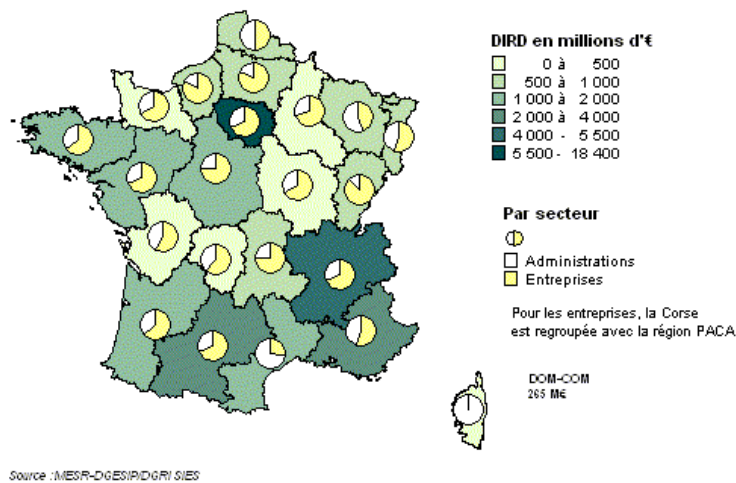 DIRD en millions d'€
0 à 500
500 à 1 000
1 000 à 2 000
2 000 à 4 000
4 000 - 5 500
5 500 - 18 400
Par secteur
Administrations
Entreprises
Pour les entreprises, la Corse
est regroupée avec la région PACA
DOM-COM
265 M€
Source : MESR-DGESIP/DGRI SIES